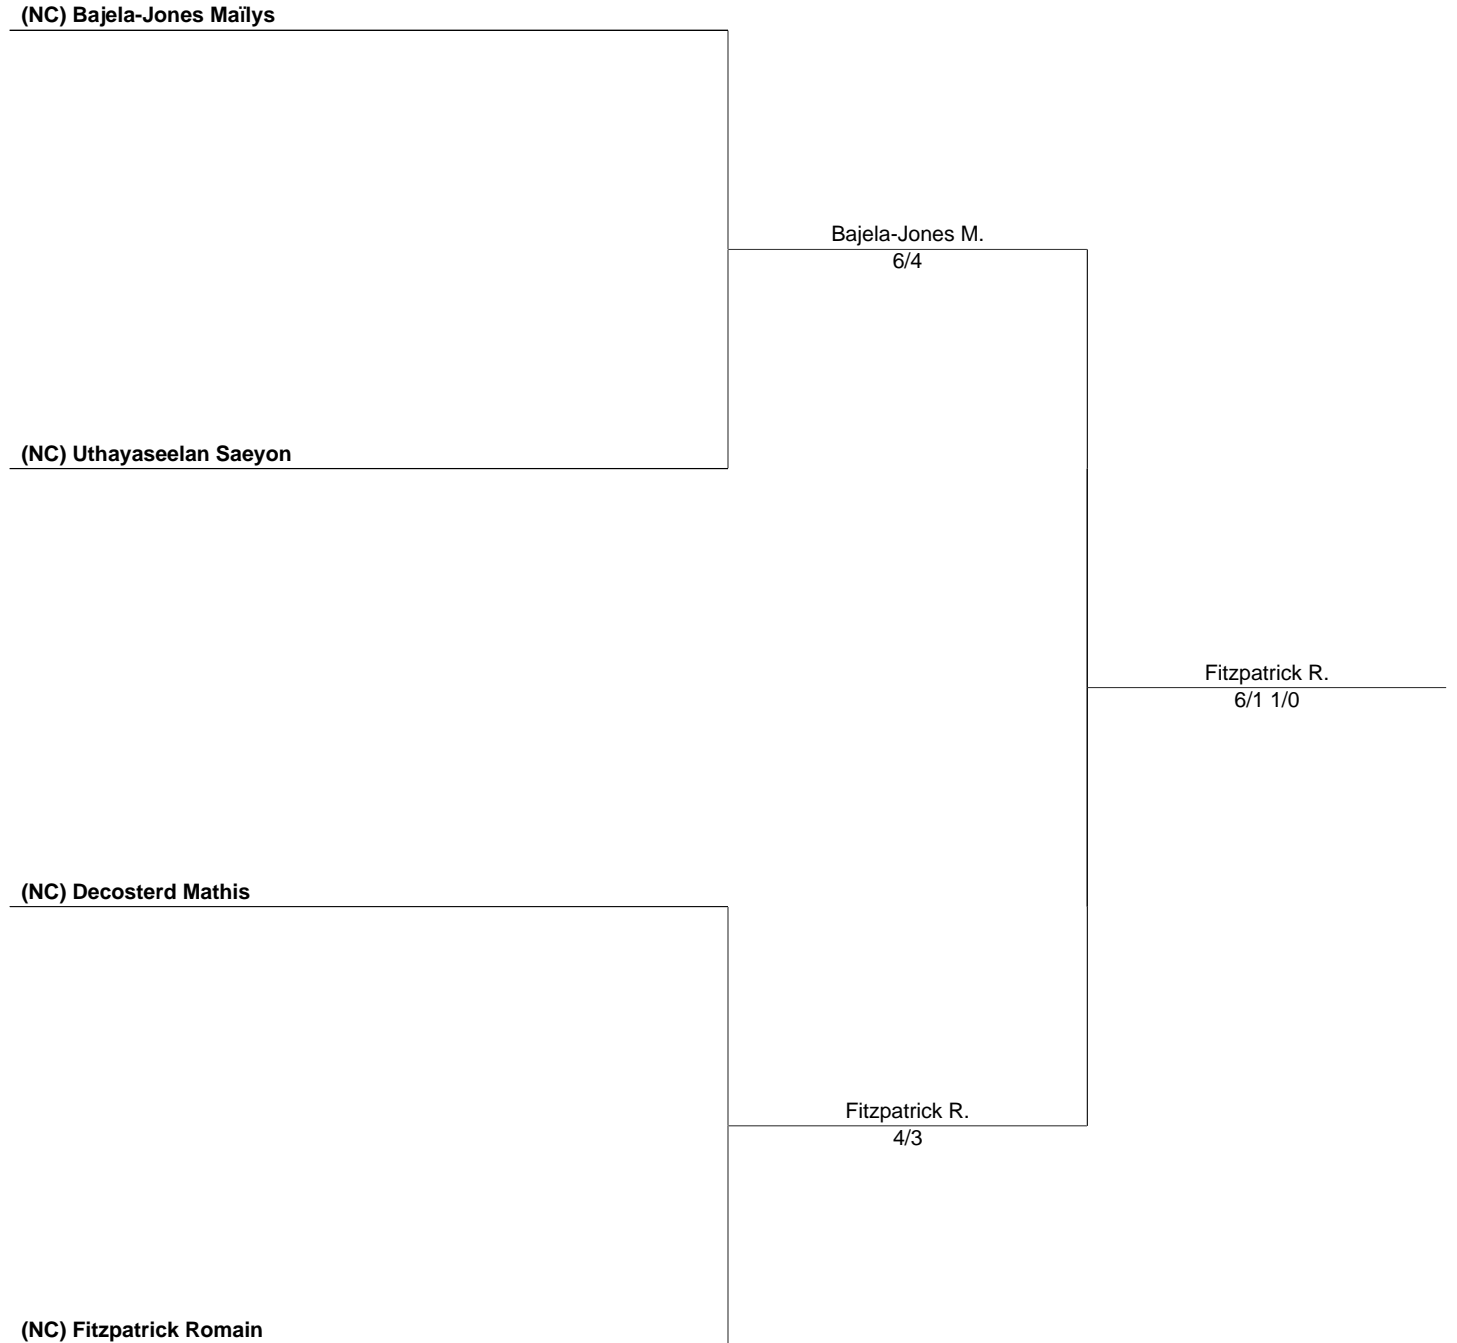 (NC) Bajela-Jones Maïlys
Bajela-Jones M.
6/4
(NC) Uthayaseelan Saeyon
Fitzpatrick R.
6/1 1/0
(NC) Decosterd Mathis
Fitzpatrick R.
4/3
(NC) Fitzpatrick Romain